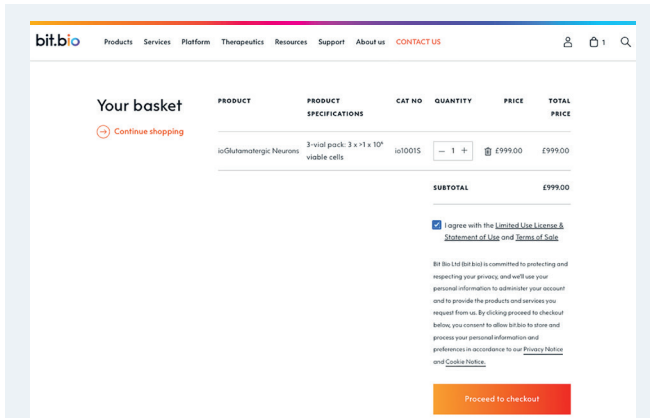 bit.bio
Products Services Platform Therapeutics Resources Support About us CONTACT US 1
Your basket
Continue shopping
PRODUCT PRODUCT SPECIFICATIONS CAT NO QUANTITY PRICE TOTAL PRICE
ioGlutamatergic Neurons 3-vial pack: 3 x >1 x 10⁶ viable cells io1001S − 1 + £999.00 £999.00
SUBTOTAL £999.00
I agree with the Limited Use License &
Statement of Use and Terms of Sale
Bit Bio Ltd (bit.bio) is committed to protecting and
respecting your privacy, and we'll use your
personal information to administer your account
and to provide the products and services you
request from us. By clicking proceed to checkout
below, you consent to allow bit.bio to store and
process your personal information and
preferences in accordance to our Privacy Notice
and Cookie Notice.
Proceed to checkout